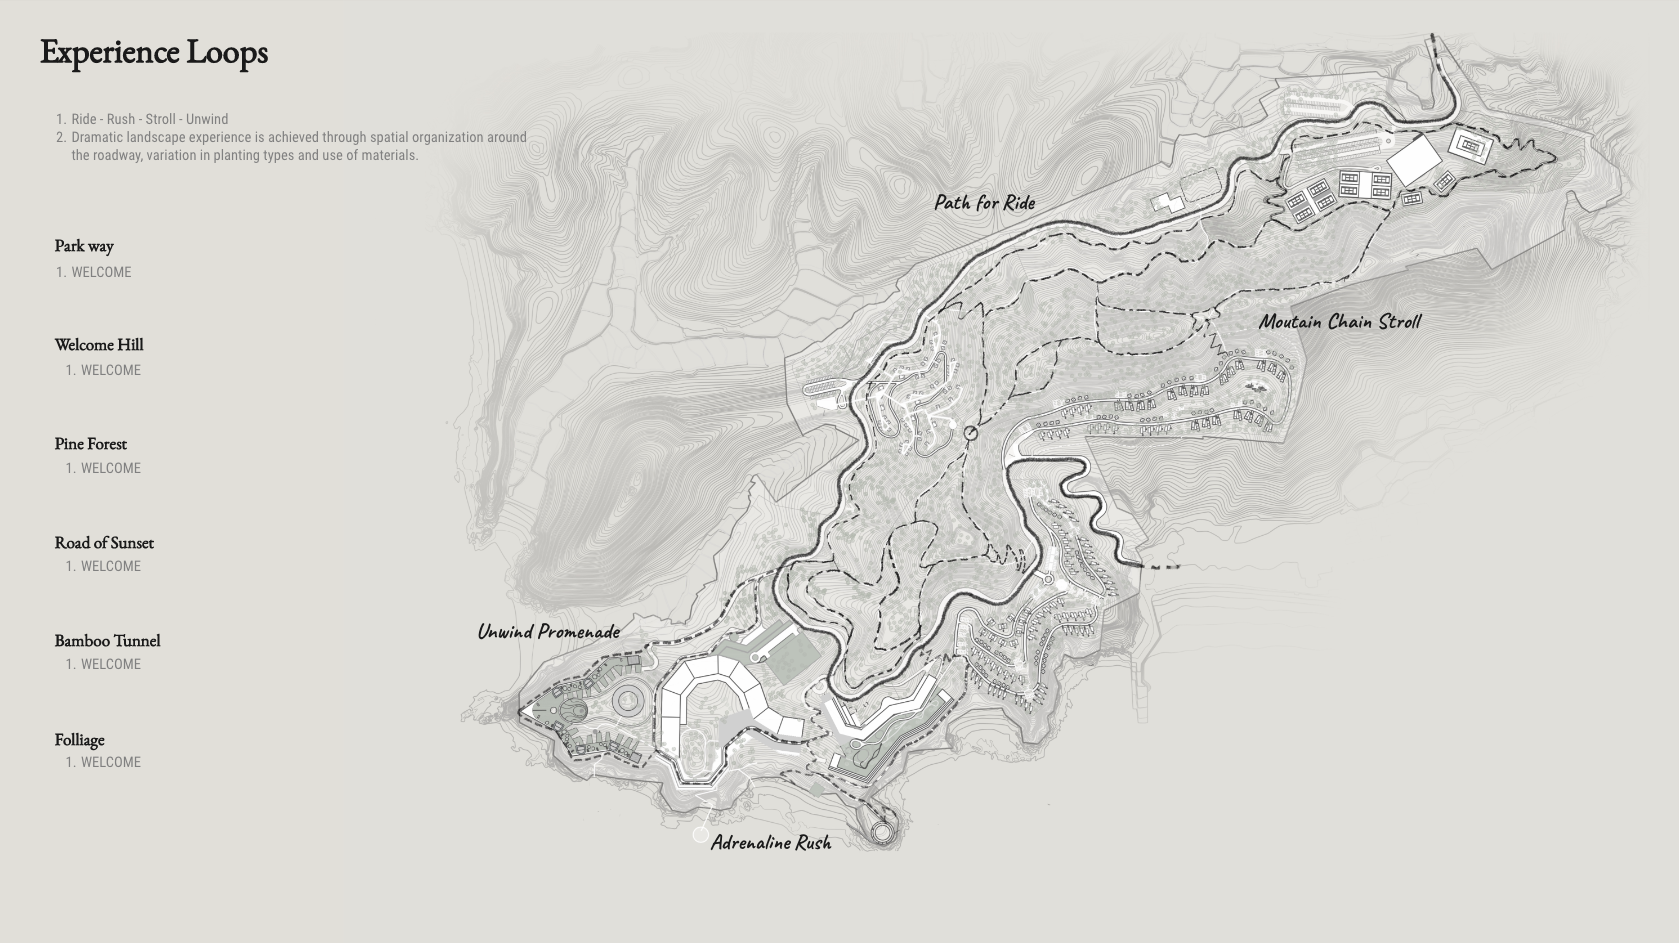 Experience Loops
1. Ride - Rush - Stroll - Unwind
2. Dramatic landscape experience is achieved through spatial organization around
the roadway, variation in planting types and use of materials.
Park way
1. WELCOME
Welcome Hill
1. WELCOME
Pine Forest
1. WELCOME
Road of Sunset
1. WELCOME
Bamboo Tunnel
1. WELCOME
Folliage
1. WELCOME
Path for Ride
Moutain Chain Stroll
Unwind Promenade
Adrenaline Rush